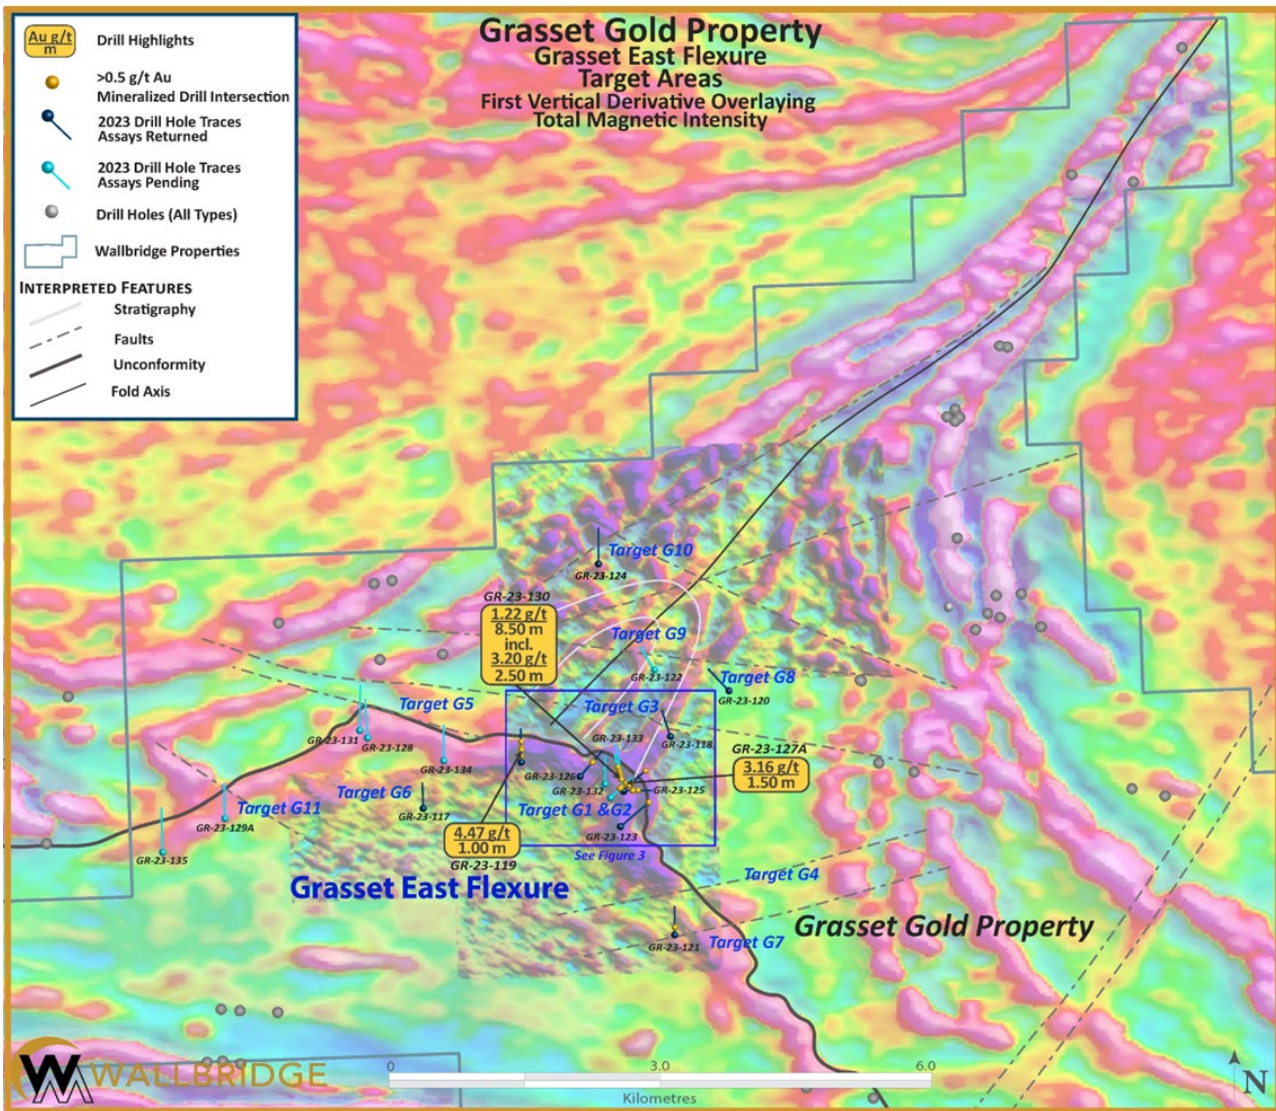 Grasset Gold Property
Grasset East Flexure
Target Areas
First Vertical Derivative Overlaying
Total Magnetic Intensity
Au g/t
m
Drill Highlights
>0.5 g/t Au
Mineralized Drill Intersection
2023 Drill Hole Traces
Assays Returned
2023 Drill Hole Traces
Assays Pending
Drill Holes (All Types)
Wallbridge Properties
INTERPRETED FEATURES
Stratigraphy
Faults
Unconformity
Fold Axis
Target G10
GR-23-124
GR-23-130
1.22 g/t
8.50 m
incl.
3.20 g/t
2.50 m
Target G9
GR-23-122
Target G8
GR-23-120
Target G5
Target G3
GR-23-131
GR-23-128
GR-23-133
GR-23-118
GR-23-134
GR-23-127A
3.16 g/t
1.50 m
GR-23-126
GR-23-132
GR-23-125
Target G6
GR-23-117
Target G11
GR-23-129A
Target G1 &G2
GR-23-123
4.47 g/t
1.00 m
GR-23-119
See Figure 3
GR-23-135
Target G4
Grasset East Flexure
Grasset Gold Property
GR-23-121
Target G7
WALLBRIDGE
0
3.0
6.0
Kilometres
N